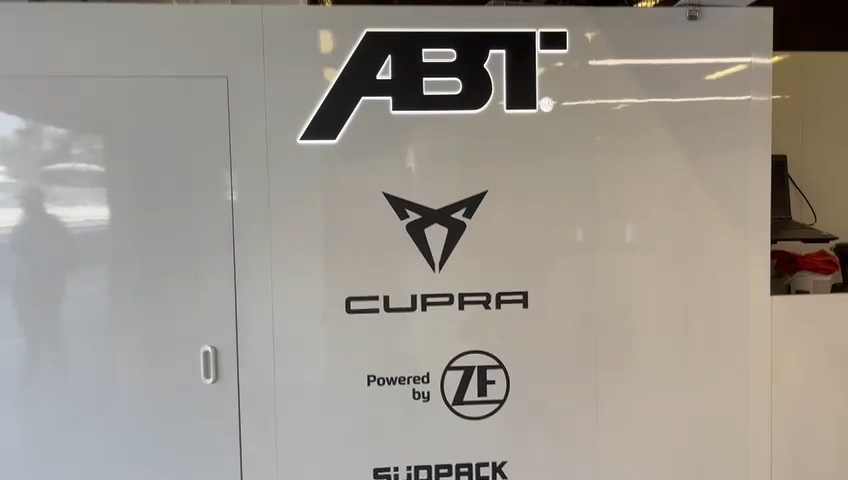 ABT®
CUPRA
Powered
by
ZF
SÜDPACK